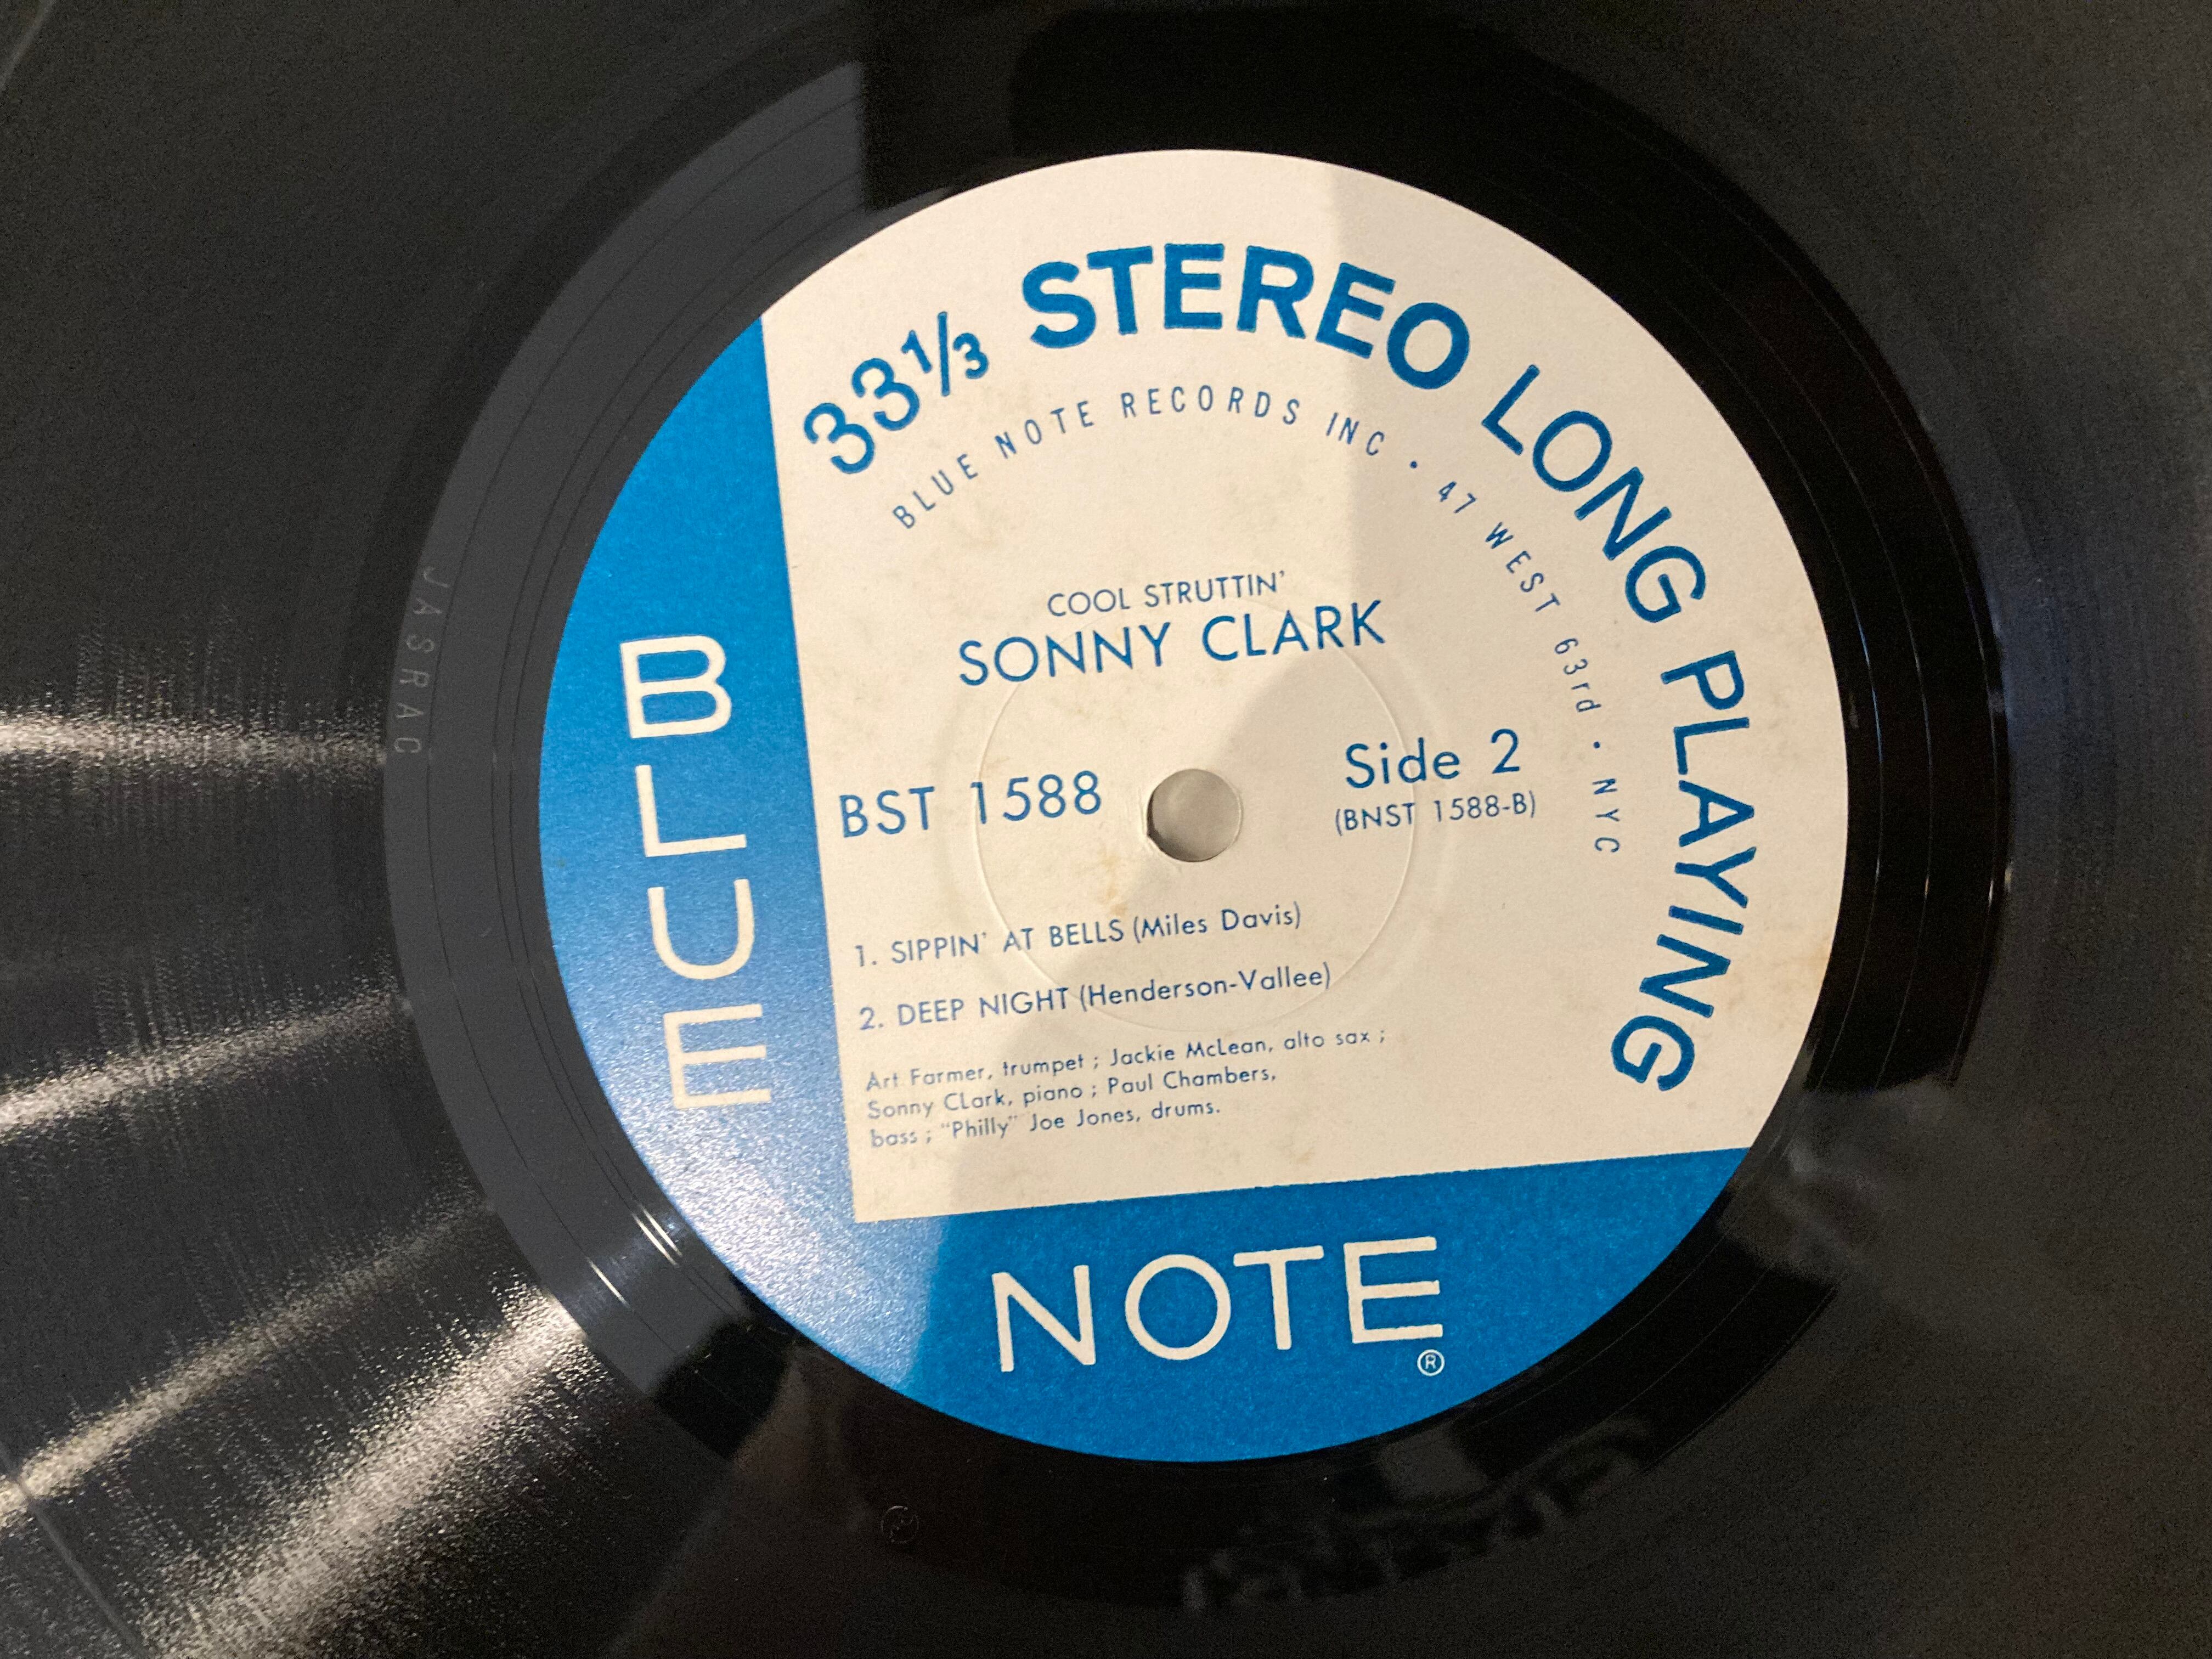 33⅓ STEREO LONG PLAYING
BLUE NOTE RECORDS INC · 47 WEST 63rd · NYC
COOL STRUTTIN'
SONNY CLARK
BST 1588
Side 2
(BNST 1588-B)
1. SIPPIN' AT BELLS (Miles Davis)
2. DEEP NIGHT (Henderson-Vallee)
Art Farmer, trumpet ; Jackie McLean, alto sax ;
Sonny CLark, piano ; Paul Chambers,
bass ; "Philly" Joe Jones, drums.
BLUE
NOTE
®
JASRAC